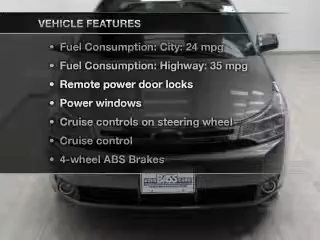 VEHICLE FEATURES
• Fuel Consumption: City: 24 mpg
• Fuel Consumption: Highway: 35 mpg
• Remote power door locks
• Power windows
• Cruise controls on steering wheel
• Cruise control
• 4-wheel ABS Brakes
BASS